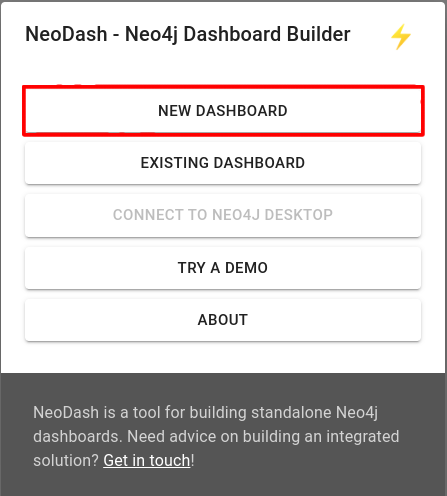 NeoDash - Neo4j Dashboard Builder ⚡
NEW DASHBOARD
EXISTING DASHBOARD
CONNECT TO NEO4J DESKTOP
TRY A DEMO
ABOUT
NeoDash is a tool for building standalone Neo4j
dashboards. Need advice on building an integrated
solution? Get in touch!